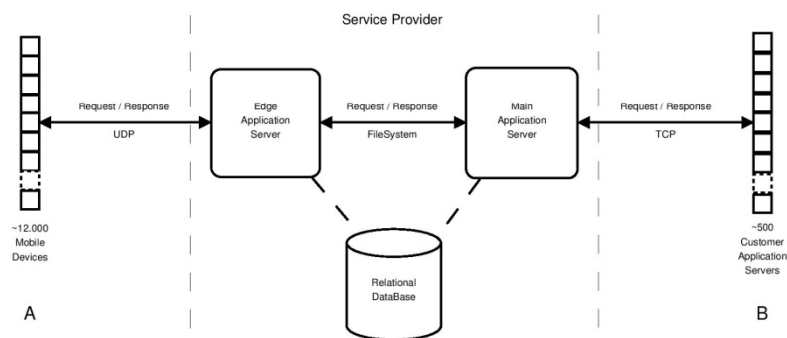 Service Provider
Request / Response
UDP
Edge
Application
Server
Request / Response
FileSystem
Main
Application
Server
Request / Response
TCP
~12.000
Mobile
Devices
~500
Customer
Application
Servers
Relational
DataBase
A
B